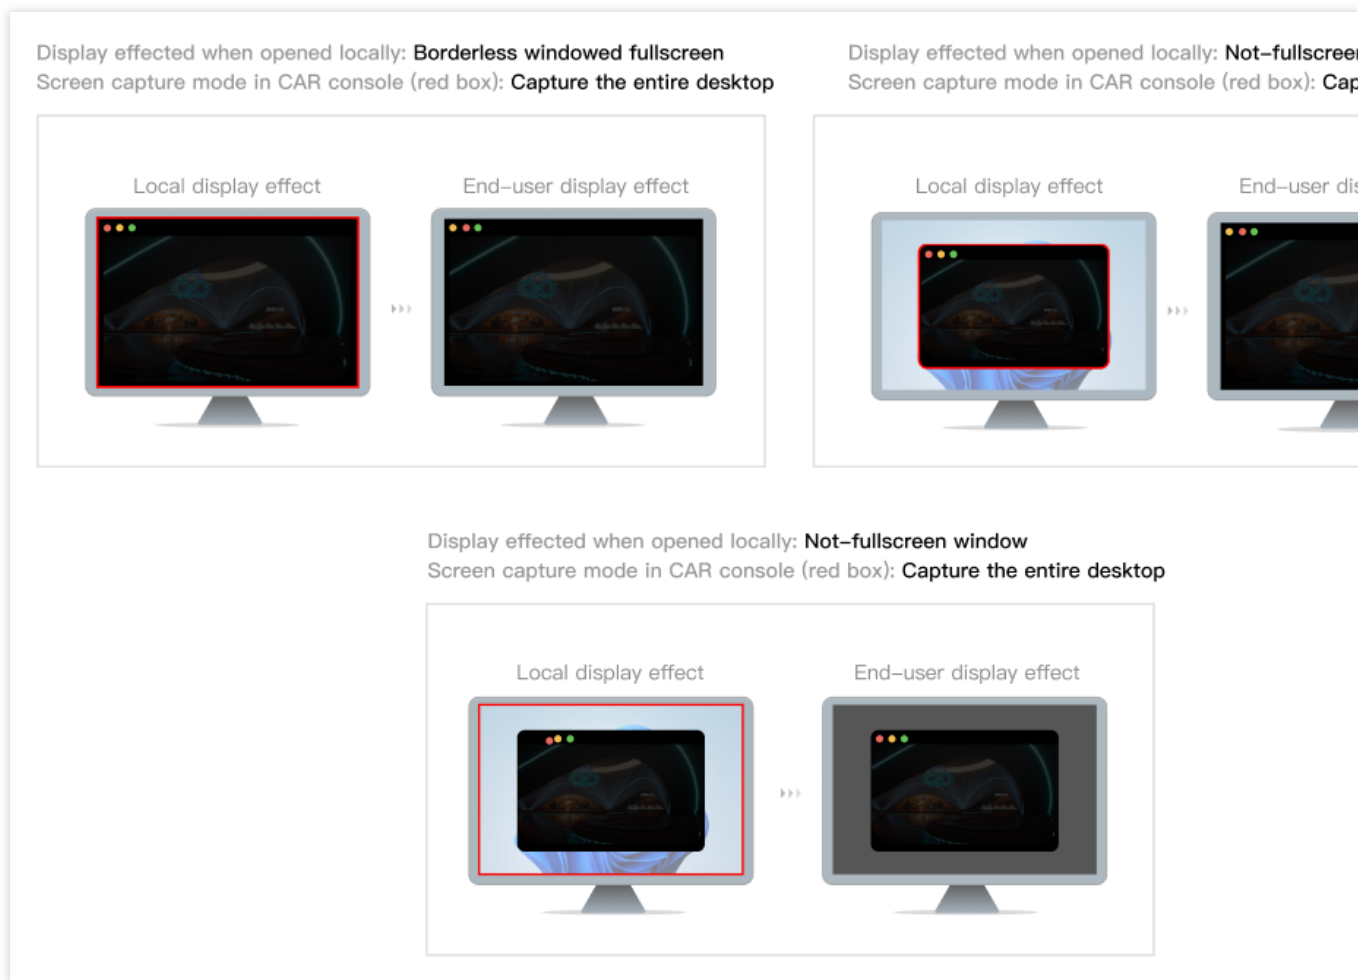 Display effected when opened locally: Borderless windowed fullscreen
Screen capture mode in CAR console (red box): Capture the entire desktop
Local display effect
End-user display effect
Display effected when opened locally: Not-fullscreen
Screen capture mode in CAR console (red box):
Local display effect
End-user
Display effected when opened locally: Not-fullscreen window
Screen capture mode in CAR console (red box): Capture the entire desktop
Local display effect
End-user display effect